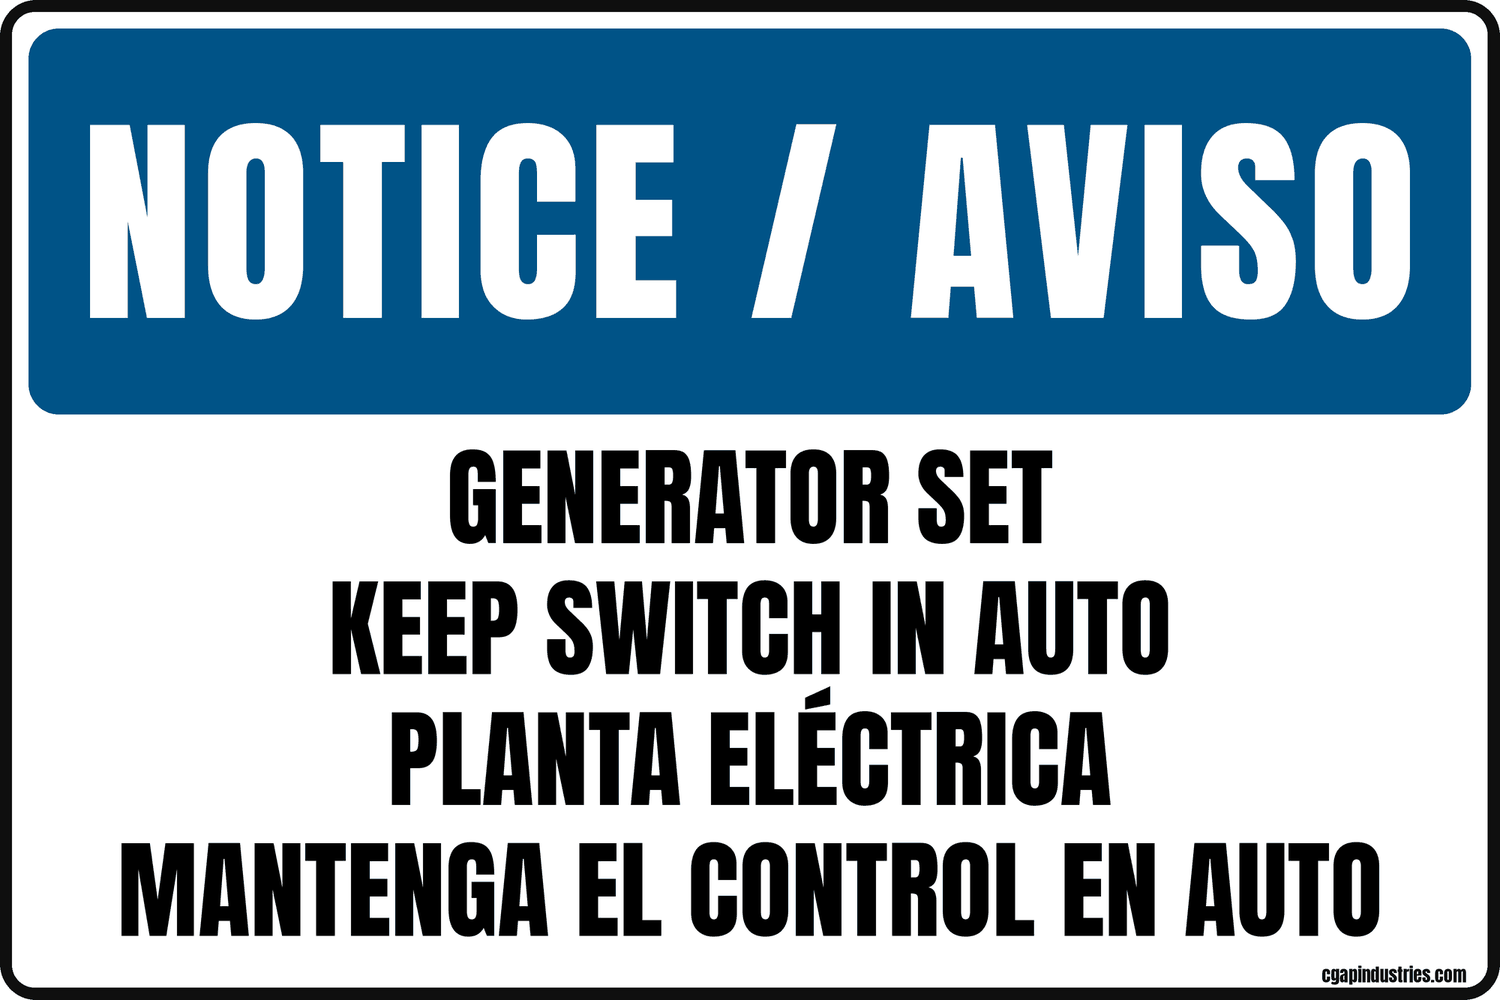 NOTICE / AVISO
GENERATOR SET
KEEP SWITCH IN AUTO
PLANTA ELÉCTRICA
MANTENGA EL CONTROL EN AUTO
cgapindustries.com